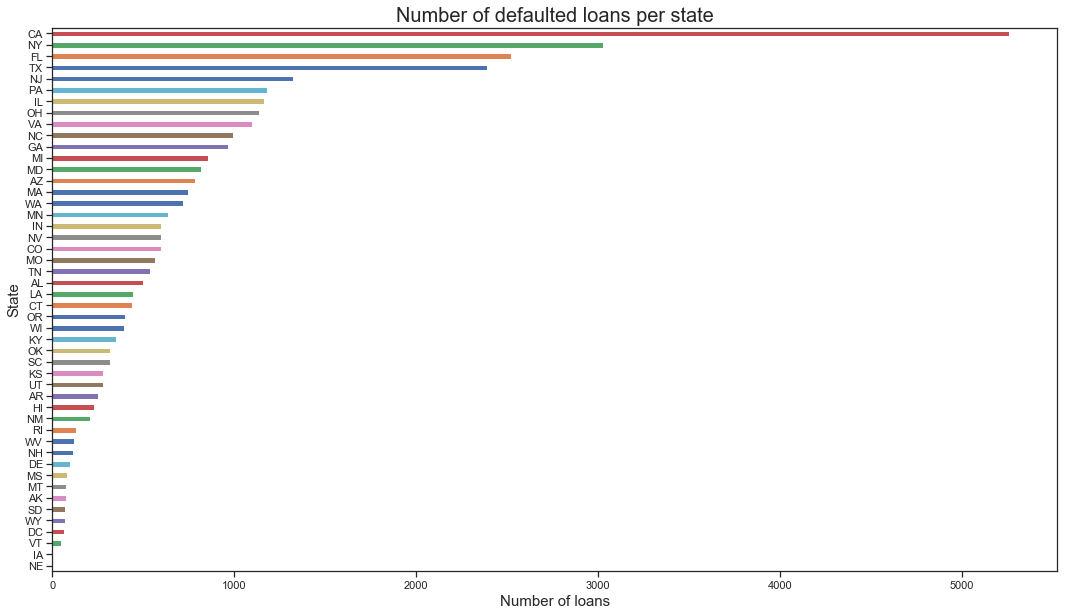 Number of defaulted loans per state
CA
NY
FL
TX
NJ
PA
IL
OH
VA
NC
GA
MI
MD
AZ
MA
WA
MN
IN
NV
CO
MO
TN
AL
LA
CT
OR
WI
KY
OK
SC
KS
UT
AR
HI
NM
RI
WV
NH
DE
MS
MT
AK
SD
WY
DC
VT
IA
NE
State
0 1000 2000 3000 4000 5000
Number of loans